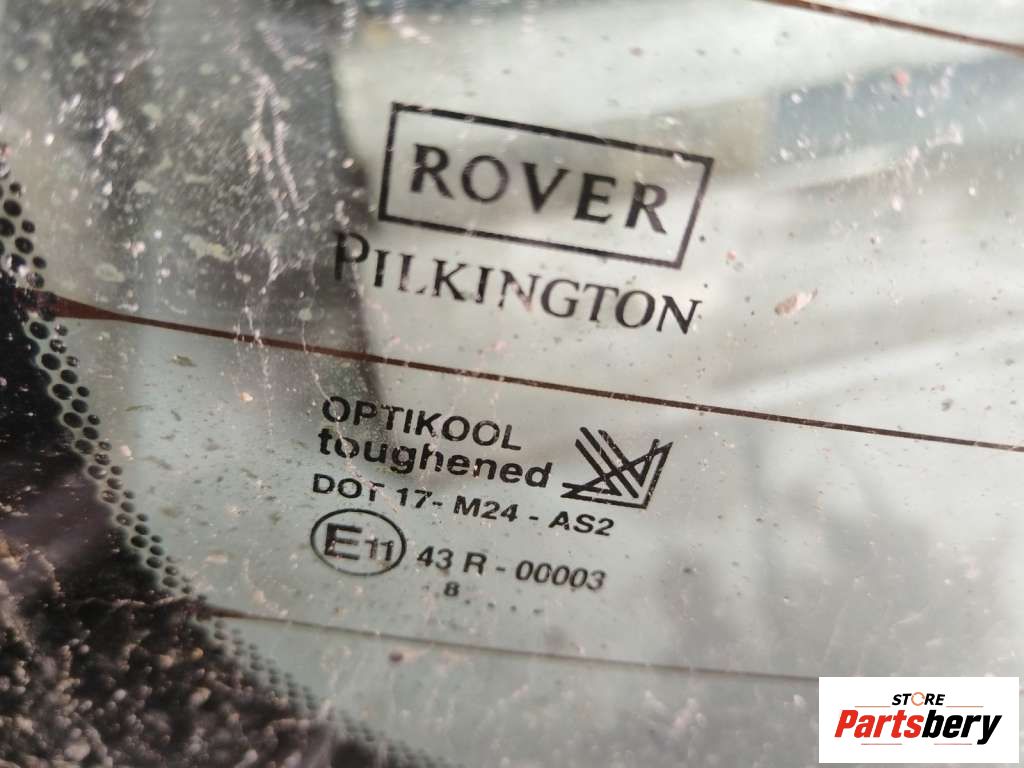 ROVER
PILKINGTON
OPTIKOOL
toughened
DOT 17- M24 - AS2
E11 43 R - 00003
. 8 . . . .
STORE
Partsbery